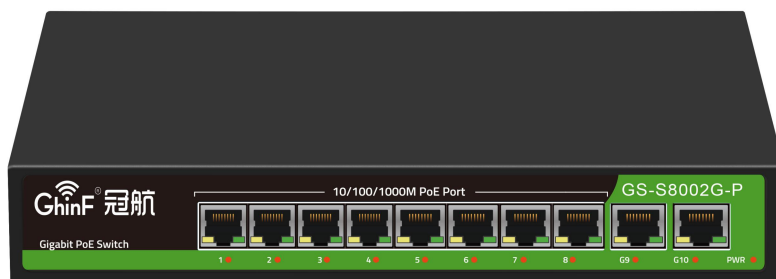 GhinF® 冠航
10/100/1000M PoE Port
GS-S8002G-P
Gigabit PoE Switch
1 2 3 4 5 6 7 8 G9 G10 PWR